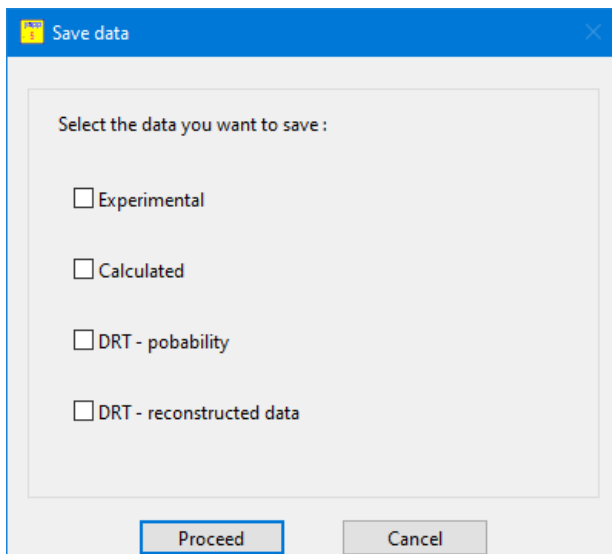 Save data
Select the data you want to save :
Experimental
Calculated
DRT - pobability
DRT - reconstructed data
Proceed Cancel